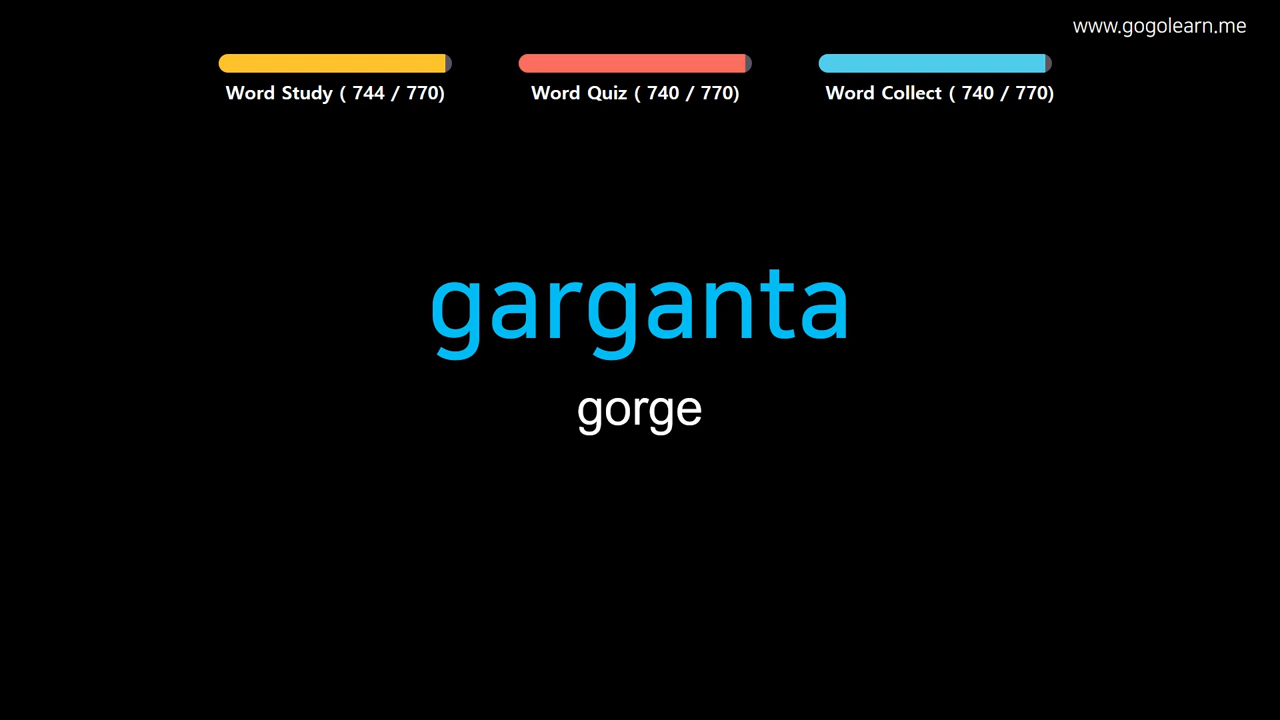 www.gogolearn.me
Word Study ( 744 / 770)
Word Quiz ( 740 / 770)
Word Collect ( 740 / 770)
garganta
gorge